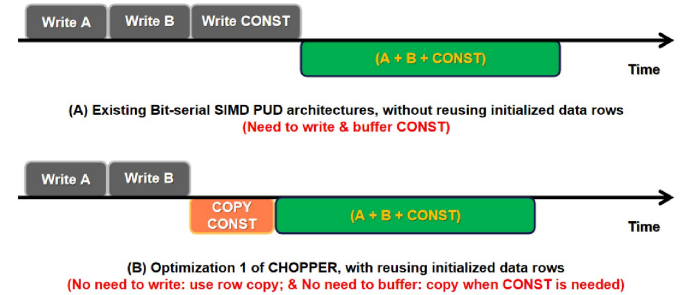 Write A Write B Write CONST
(A + B + CONST)
Time
(A) Existing Bit-serial SIMD PUD architectures, without reusing initialized data rows
(Need to write & buffer CONST)
Write A Write B
COPY
CONST
(A + B + CONST)
Time
(B) Optimization 1 of CHOPPER, with reusing initialized data rows
(No need to write: use row copy; & No need to buffer: copy when CONST is needed)